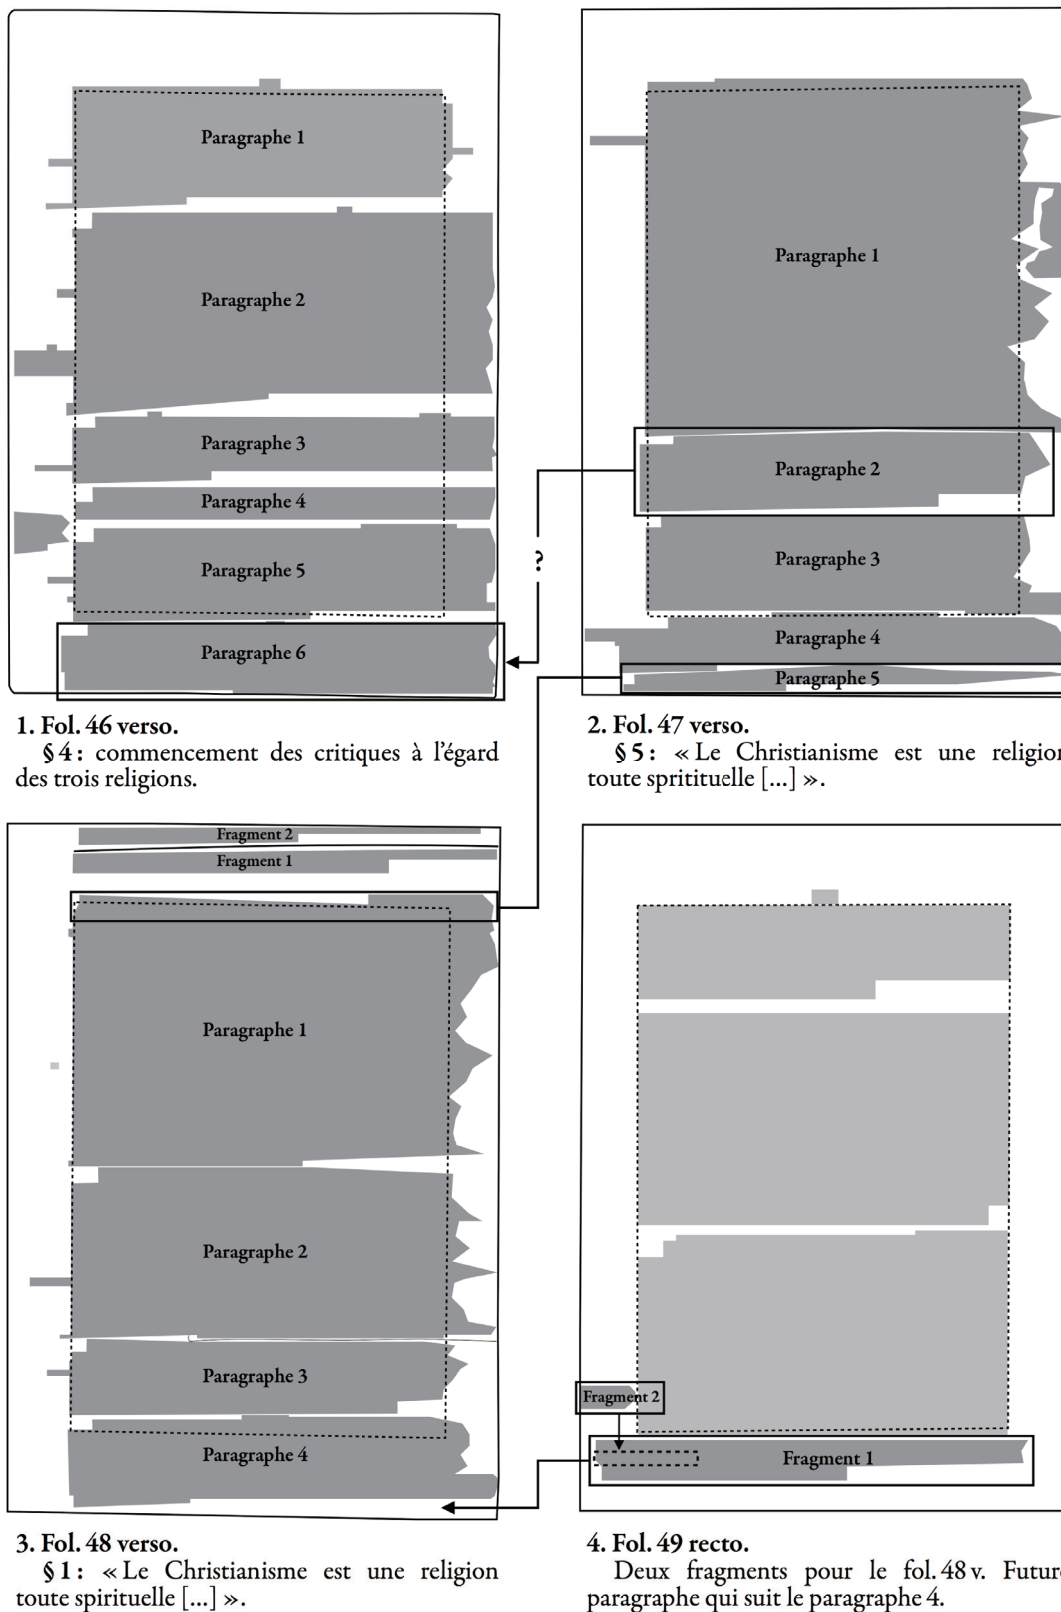 Paragraphe 1
Paragraphe 2
Paragraphe 3
Paragraphe 4
Paragraphe 5
Paragraphe 6
1. Fol. 46 verso.
§ 4 : commencement des critiques à l’égard
des trois religions.
Paragraphe 1
Paragraphe 2
Paragraphe 3
Paragraphe 4
Paragraphe 5
?
2. Fol. 47 verso.
§ 5 : « Le Christianisme est une religion
toute spritituelle [...] ».
Fragment 2
Fragment 1
Paragraphe 1
Paragraphe 2
Paragraphe 3
Paragraphe 4
3. Fol. 48 verso.
§ 1 : « Le Christianisme est une religion
toute spirituelle [...] ».
Fragment 2
Fragment 1
4. Fol. 49 recto.
Deux fragments pour le fol. 48 v. Futur
paragraphe qui suit le paragraphe 4.